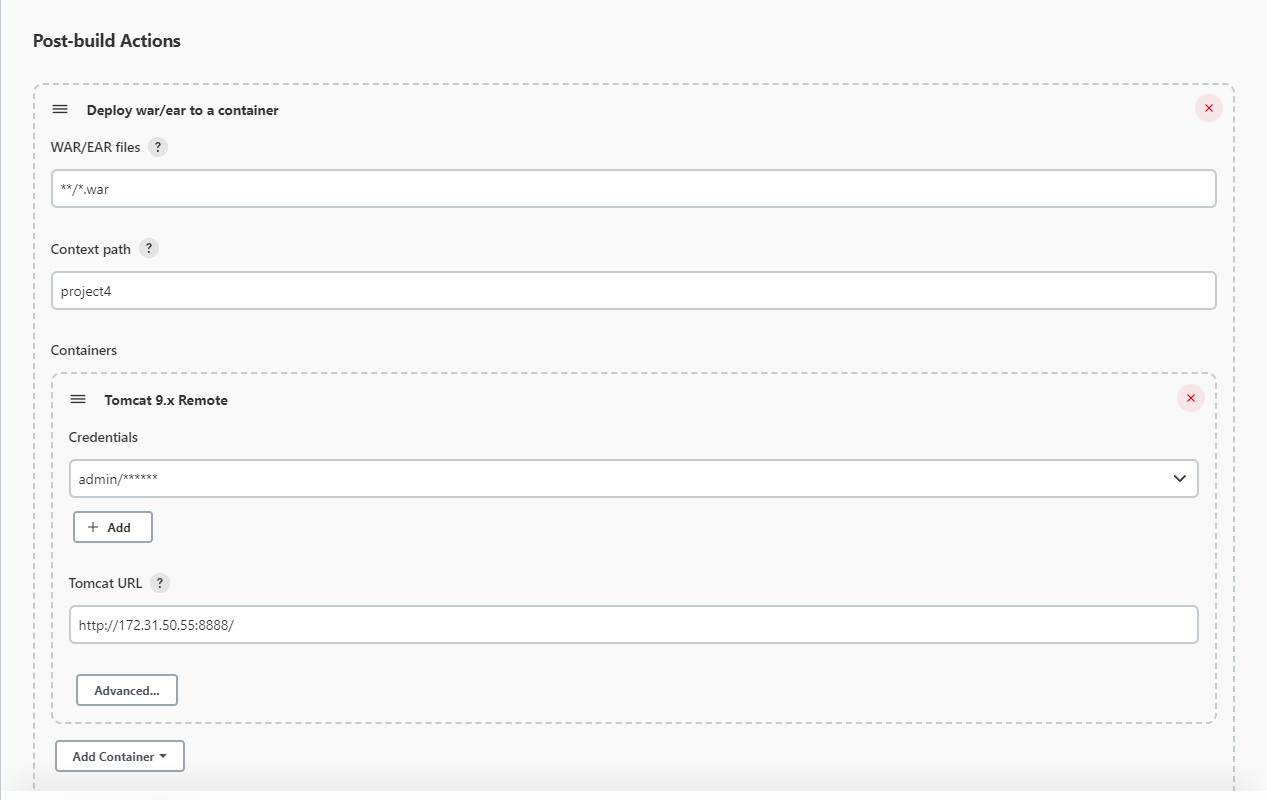 Post-build Actions
Deploy war/ear to a container
WAR/EAR files ?
**/*.war
Context path ?
project4
Containers
Tomcat 9.x Remote
Credentials
admin/******
+ Add
Tomcat URL ?
http://172.31.50.55:8888/
Advanced...
Add Container